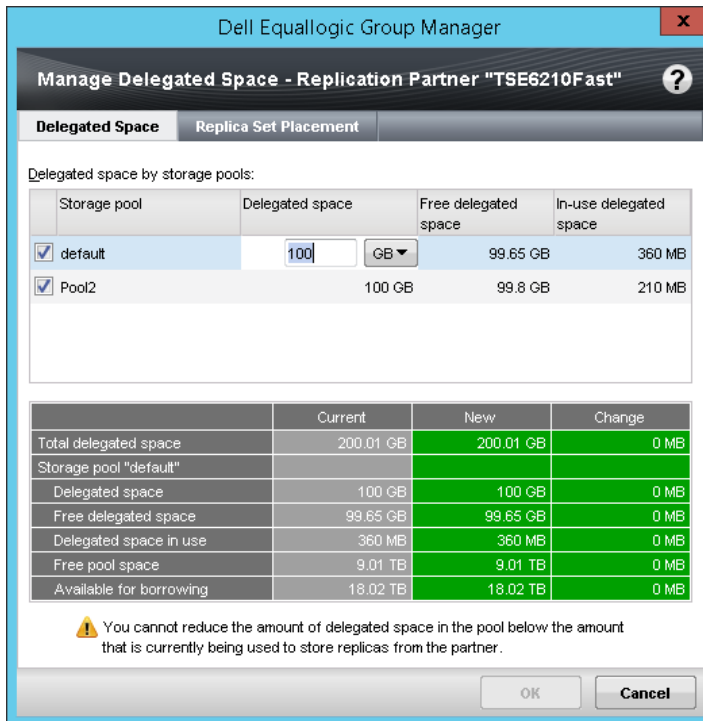 Dell Equallogic Group Manager
x
Manage Delegated Space - Replication Partner "TSE6210Fast"
?
Delegated Space Replica Set Placement
Delegated space by storage pools:
Storage pool Delegated space Free delegated space In-use delegated space
default 100 GB 99.65 GB 360 MB
Pool2 100 GB 99.8 GB 210 MB
Current New Change
Total delegated space 200.01 GB 200.01 GB 0 MB
Storage pool "default"
Delegated space 100 GB 100 GB 0 MB
Free delegated space 99.65 GB 99.65 GB 0 MB
Delegated space in use 360 MB 360 MB 0 MB
Free pool space 9.01 TB 9.01 TB 0 MB
Available for borrowing 18.02 TB 18.02 TB 0 MB
You cannot reduce the amount of delegated space in the pool below the amount
that is currently being used to store replicas from the partner.
OK Cancel